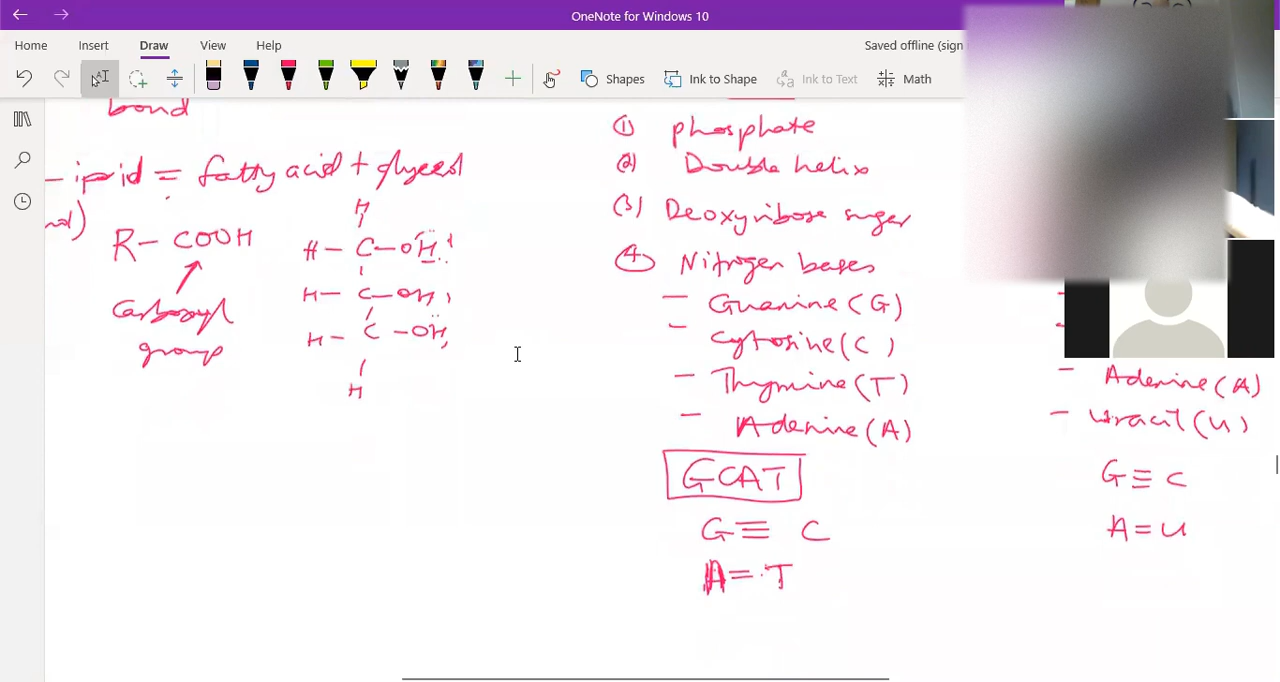 OneNote for Windows 10
Home Insert Draw View Help
Saved offline (sign
Shapes Ink to Shape Ink to Text Math
bond
ipid = fatty acid + glycerol
R - COOH
Carboxyl
group
H
H - C - OH
H - C - OH
H - C - OH
H
① phosphate
(2) Double helix
(3) Deoxyribose sugar
④ Nitrogen bases
- Guanine (G)
- Cytosine (C)
- Thymine (T)
- Adenine (A)
GCAT
G ≡ C
A = T
- Adenine (A)
- Uracil (U)
G ≡ C
A = U